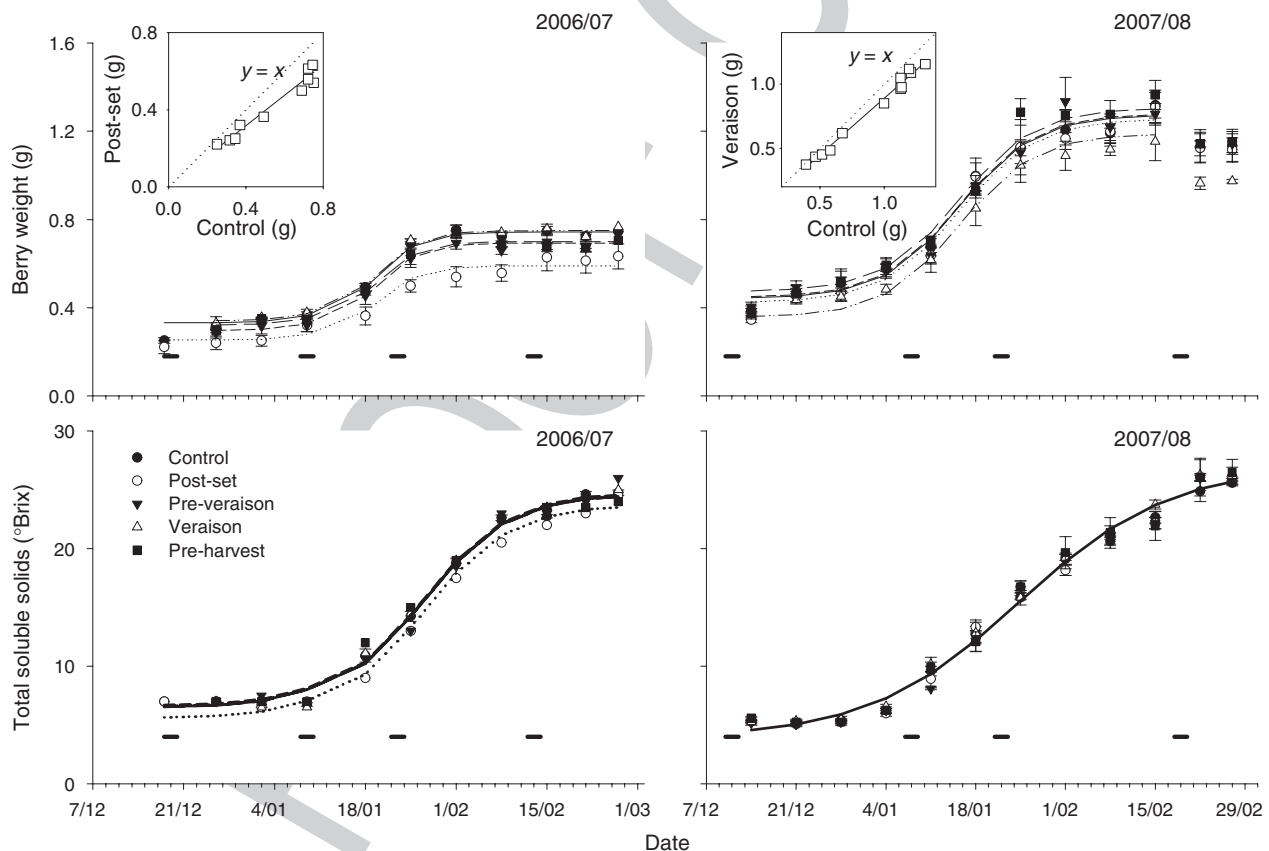 2006/07
2007/08
Berry weight (g)
1.6
1.2
0.8
0.4
0.0
Post-set (g)
0.8
0.4
0.0
y = x
0.0
0.4
0.8
Control (g)
Veraison (g)
1.0
0.5
y = x
0.5
1.0
Control (g)
2006/07
2007/08
Total soluble solids (°Brix)
30
20
10
0
Control
Post-set
Pre-veraison
Veraison
Pre-harvest
7/12
21/12
4/01
18/01
1/02
15/02
1/03
7/12
21/12
4/01
18/01
1/02
15/02
29/02
Date